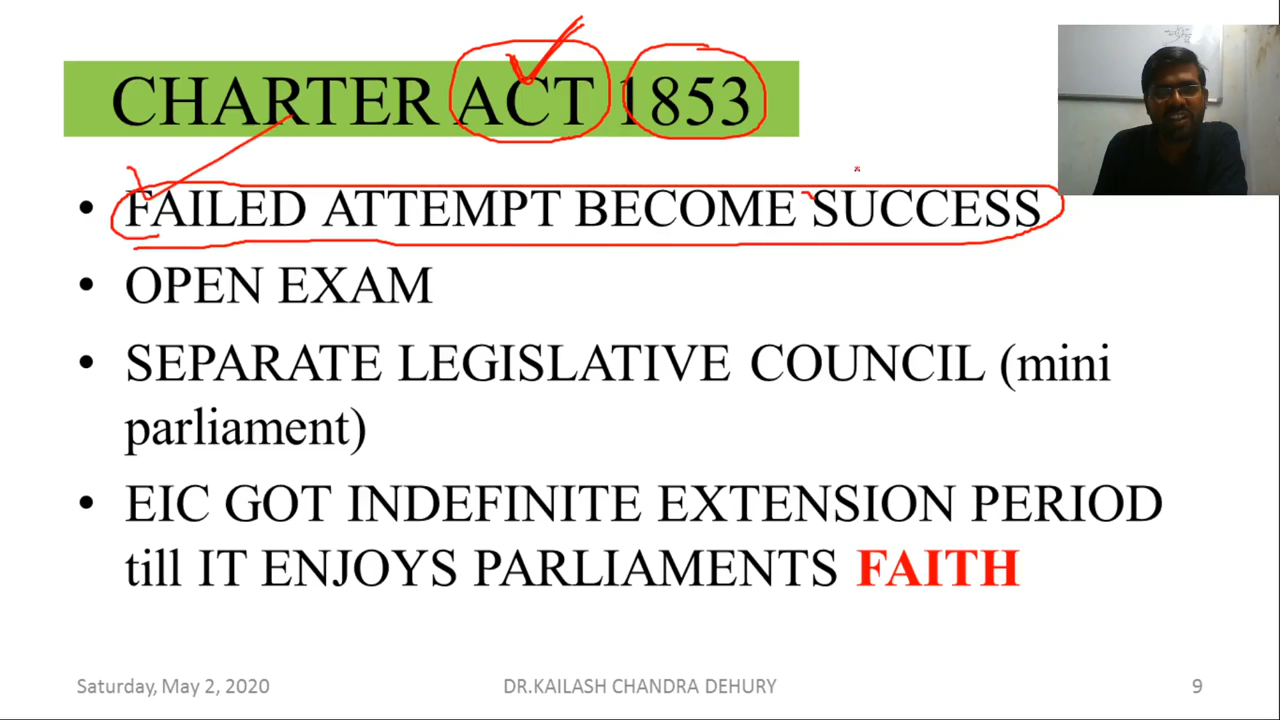 CHARTER ACT 1853
• FAILED ATTEMPT BECOME SUCCESS
• OPEN EXAM
• SEPARATE LEGISLATIVE COUNCIL (mini
parliament)
• EIC GOT INDEFINITE EXTENSION PERIOD
till IT ENJOYS PARLIAMENTS FAITH
Saturday, May 2, 2020 DR.KAILASH CHANDRA DEHURY 9